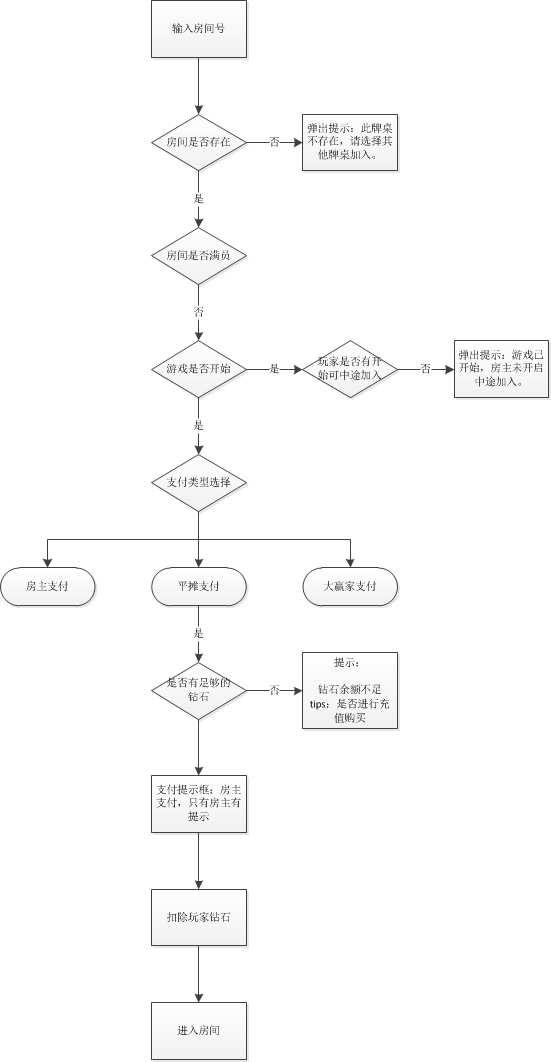 输入房间号
房间是否存在
否
弹出提示：此牌桌
不存在，请选择其
他牌桌加入。
是
房间是否满员
否
游戏是否开始
是
玩家是否有开
始可中途加入
否
弹出提示：游戏已
开始，房主未开启
中途加入。
是
支付类型选择
房主支付
平摊支付
大赢家支付
是
是否有足够的
钻石
否
提示：
钻石余额不足
tips：是否进行充
值购买
支付提示框：房主
支付，只有房主有
提示
扣除玩家钻石
进入房间